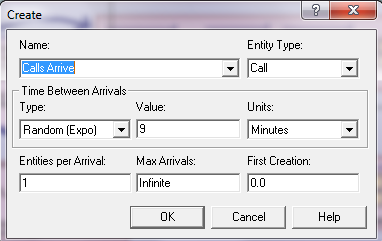 Create
Name: Entity Type:
Calls Arrive Call
Time Between Arrivals
Type: Value: Units:
Random (Expo) 9 Minutes
Entities per Arrival: Max Arrivals: First Creation:
1 Infinite 0.0
OK Cancel Help